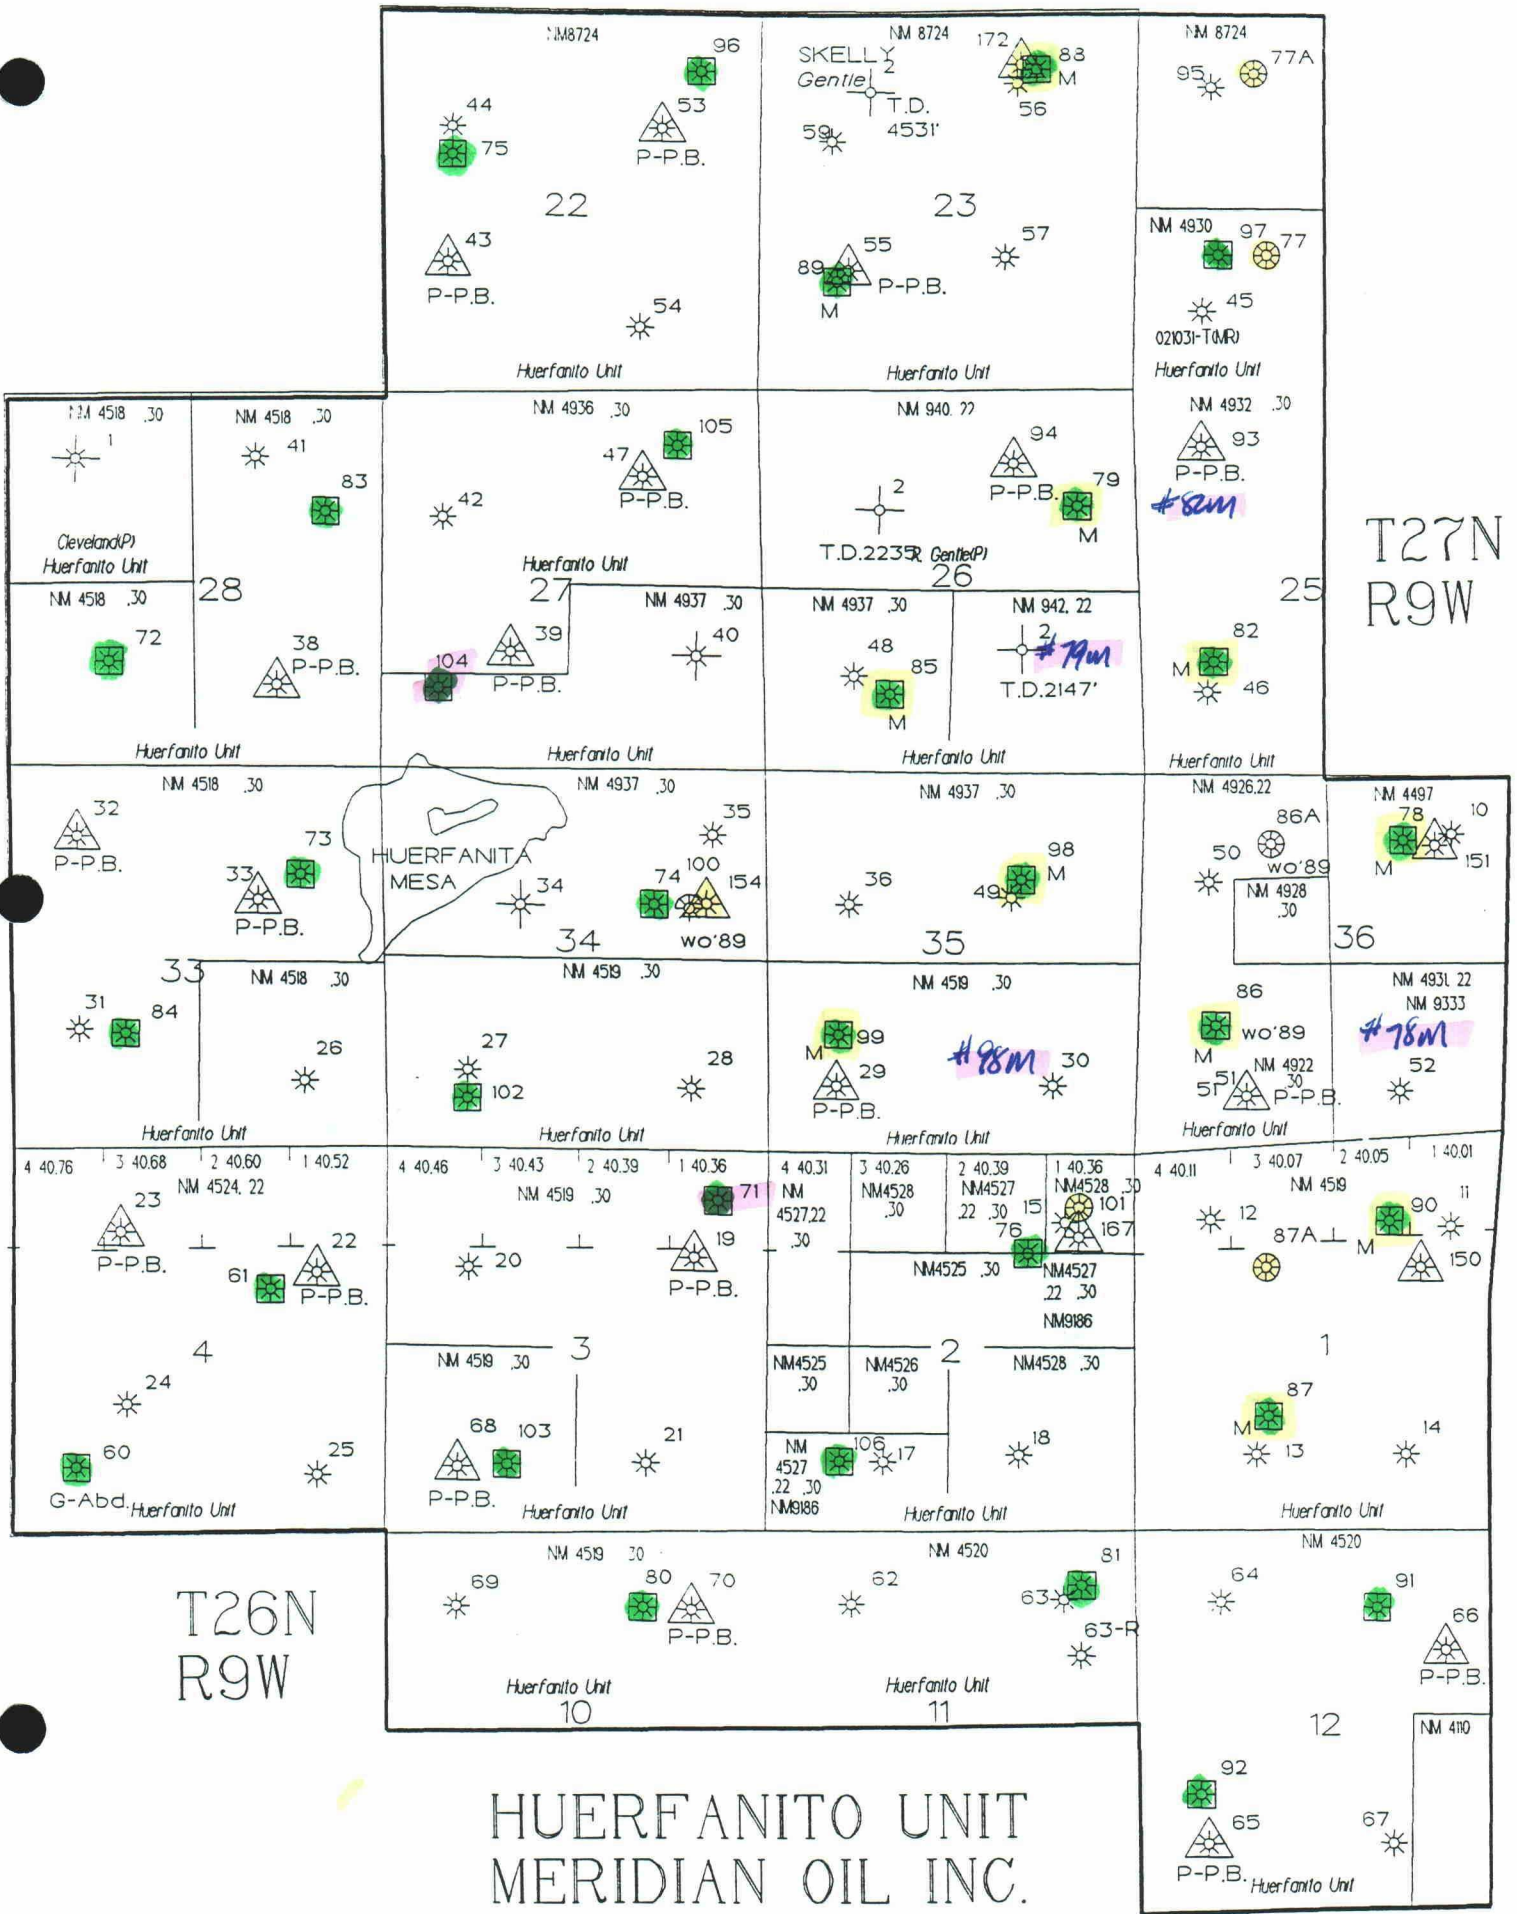 NM8724
96
44
53
P-P.B.
75
22
43
P-P.B.
54
Huerfanito Unit
NM 8724
SKELLY
Gentle
2
T.D.
4531'
172
88
M
56
59
23
55
89
P-P.B.
M
57
Huerfanito Unit
NM 8724
95
77A
NM 4930
97
77
45
021031-T(MR)
Huerfanito Unit
NM 4518 .30
1
Cleveland(P)
Huerfanito Unit
NM 4518 .30
41
83
NM 4518 .30
28
72
38
P-P.B.
Huerfanito Unit
NM 4936 .30
105
47
P-P.B.
42
Huerfanito Unit
27
NM 4937 .30
39
P-P.B.
40
104
Huerfanito Unit
NM 940. 22
94
P-P.B.
2
79
M
T.D.2235
R. Gentle(P)
26
NM 4937 .30
48
85
M
NM 942. 22
2
#79M
T.D.2147'
Huerfanito Unit
NM 4932 .30
93
P-P.B.
#82M
25
82
M
46
Huerfanito Unit
T27N
R9W
NM 4518 .30
32
P-P.B.
73
33
P-P.B.
33
31
84
NM 4518 .30
26
Huerfanito Unit
HUERFANITA
MESA
NM 4937 .30
35
34
100
74
154
wo'89
34
NM 4519 .30
27
102
28
Huerfanito Unit
NM 4937 .30
98
M
36
49
35
NM 4519 .30
99
M
29
P-P.B.
#98M
30
Huerfanito Unit
NM 4926,22
86A
50
wo'89
NM 4928
.30
NM 4497
78
10
M
151
36
86
wo'89
M
NM 4922
.30
51
51
P-P.B.
Huerfanito Unit
NM 4931, 22
NM 9333
#78M
52
4 40.76
3 40.68
2 40.60
1 40.52
NM 4524, 22
23
P-P.B.
22
P-P.B.
61
4
24
60
G-Abd.
25
Huerfanito Unit
4 40.46
3 40.43
2 40.39
1 40.36
NM 4519 .30
71
20
19
P-P.B.
NM 4519 .30
3
68
103
P-P.B.
21
Huerfanito Unit
4 40.31
3 40.26
2 40.39
1 40.36
NM
4527,22
.30
NM4528
.30
NM4527
.22 .30
NM4528 .30
15
101
76
167
NM4525 .30
NM4527
.22 .30
NM9186
NM4525
.30
NM4526
.30
2
NM4528 .30
NM
4527
.22 .30
NM9186
106
17
18
Huerfanito Unit
4 40.11
3 40.07
2 40.05
1 40.01
NM 4519
12
87A
90
M
11
150
1
87
M
13
14
Huerfanito Unit
T26N
R9W
NM 4519 30
69
80
70
P-P.B.
Huerfanito Unit
10
NM 4520
62
81
63
63-R
Huerfanito Unit
11
NM 4520
64
91
66
P-P.B.
12
NM 4110
92
65
P-P.B.
67
Huerfanito Unit
HUERFANITO UNIT
MERIDIAN OIL INC.